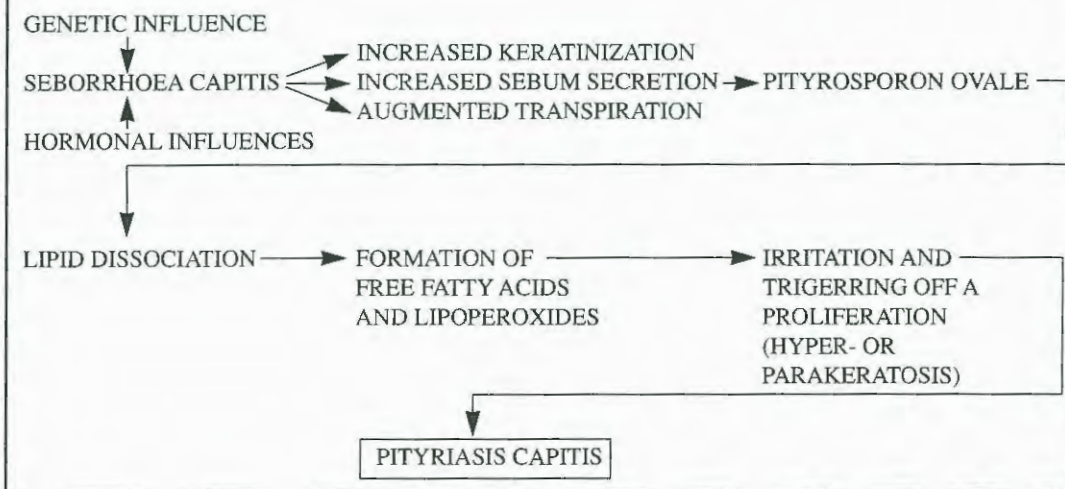 GENETIC INFLUENCE
SEBORRHOEA CAPITIS
HORMONAL INFLUENCES
INCREASED KERATINIZATION
INCREASED SEBUM SECRETION
AUGMENTED TRANSPIRATION
PITYROSPORON OVALE
LIPID DISSOCIATION
FORMATION OF
FREE FATTY ACIDS
AND LIPOPEROXIDES
IRRITATION AND
TRIGERRING OFF A
PROLIFERATION
(HYPER- OR
PARAKERATOSIS)
PITYRIASIS CAPITIS